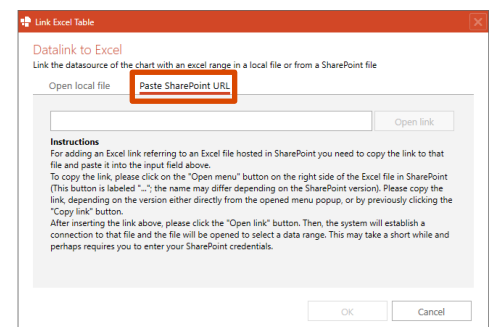 Link Excel Table
Datalink to Excel
Link the datasource of the chart with an excel range in a local file or from a SharePoint file
Open local file
Paste SharePoint URL
Open link
Instructions
For adding an Excel link referring to an Excel file hosted in SharePoint you need to copy the link to that
file and paste it into the input field above.
To copy the link, please click on the "Open menu" button on the right side of the Excel file in SharePoint
(This button is labeled "..."; the name may differ depending on the SharePoint version). Please copy the
link, depending on the version either directly from the opened menu popup, or by previously clicking the
"Copy link" button.
After inserting the link above, please click the "Open link" button. Then, the system will establish a
connection to that file and the file will be opened to select a data range. This may take a short while and
perhaps requires you to enter your SharePoint credentials.
OK
Cancel